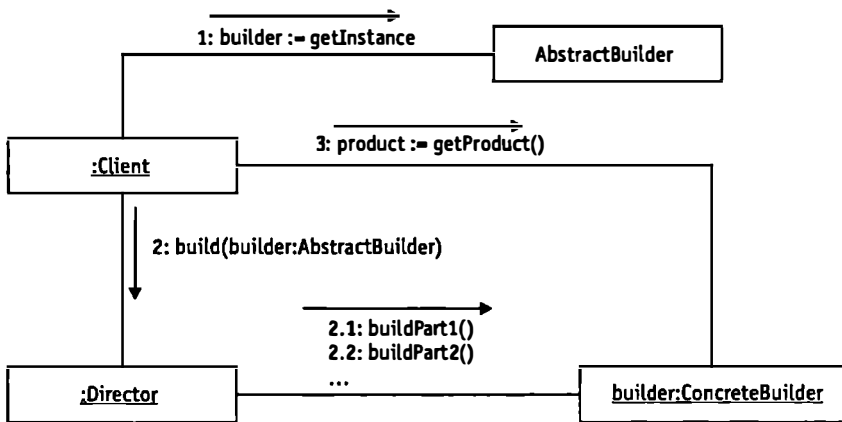 1: builder := getInstance
AbstractBuilder
3: product := getProduct()
:Client
2: build(builder:AbstractBuilder)
2.1: buildPart1()
2.2: buildPart2()
...
:Director
builder:ConcreteBuilder